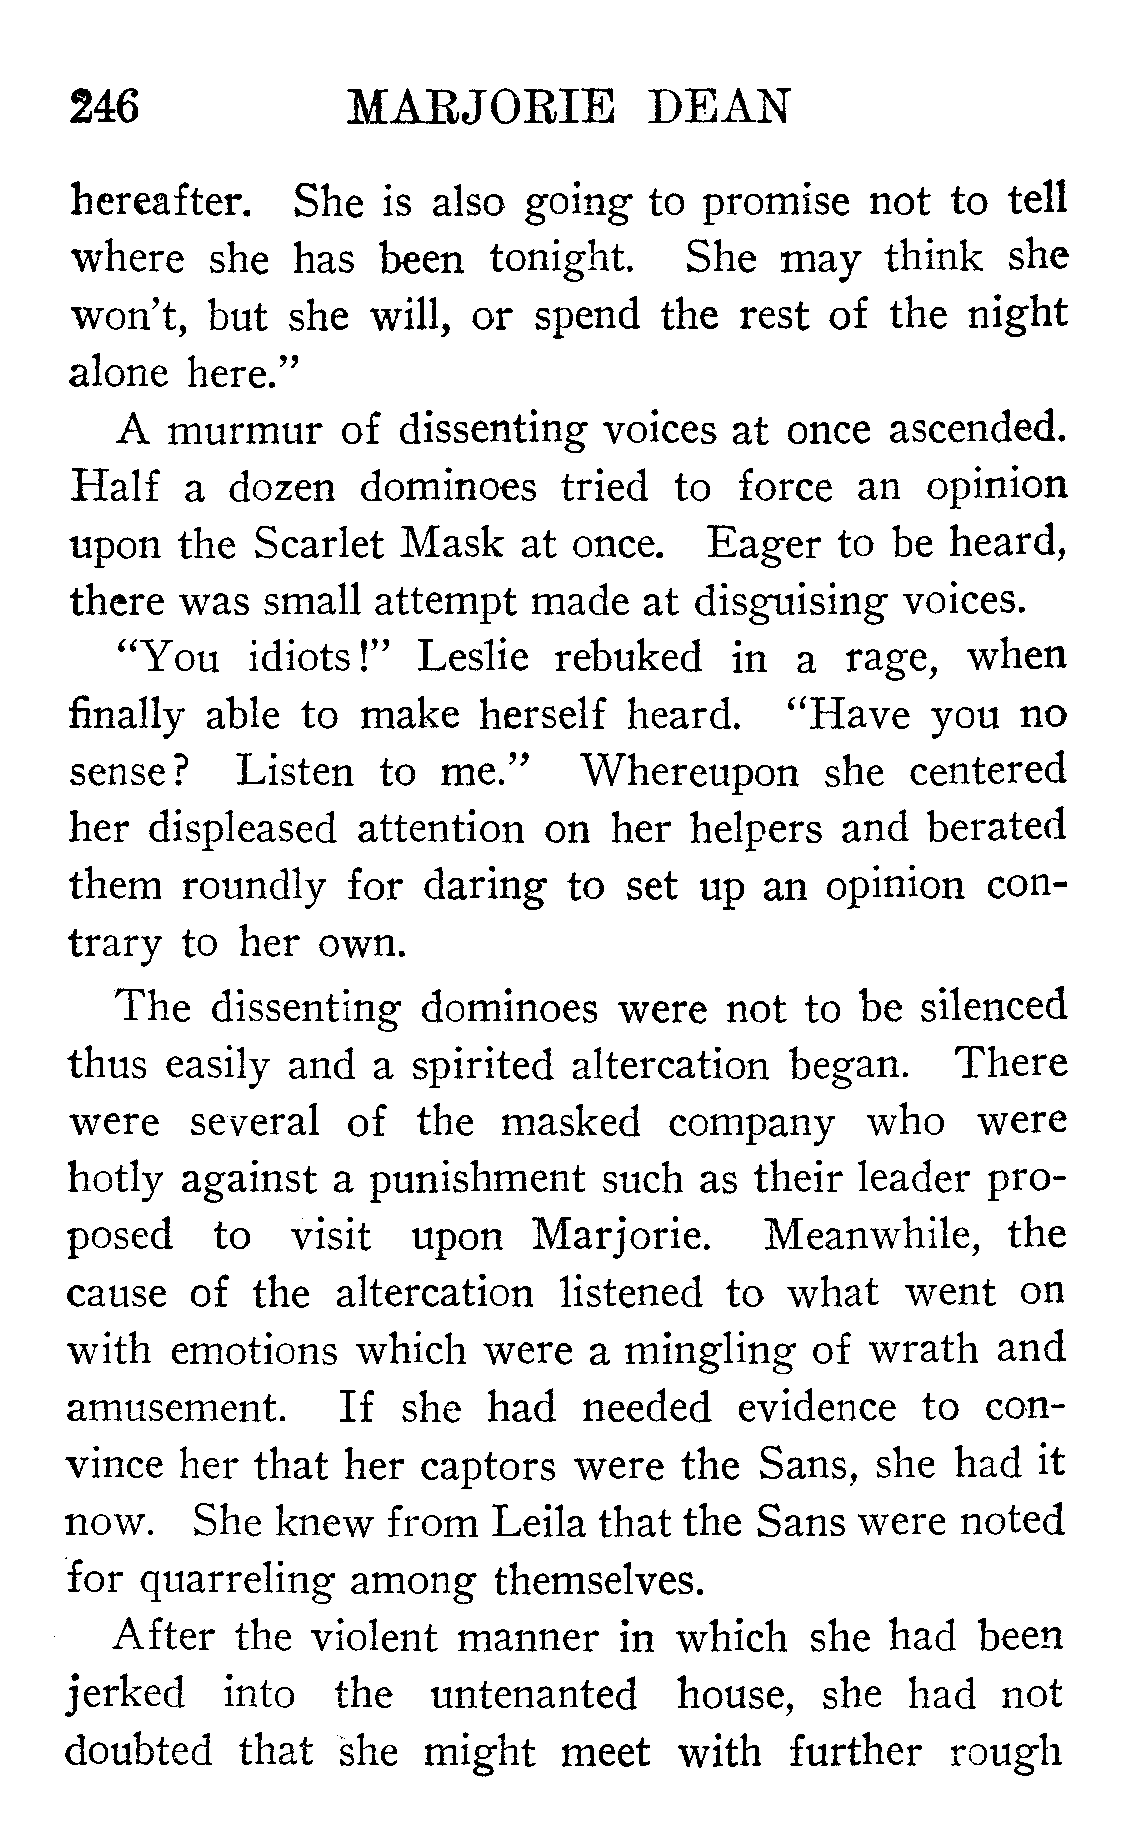 246 MARJORIE DEAN
hereafter. She is also going to promise not to tell
where she has been tonight. She may think she
won't, but she will, or spend the rest of the night
alone here."
A murmur of dissenting voices at once ascended.
Half a dozen dominoes tried to force an opinion
upon the Scarlet Mask at once. Eager to be heard,
there was small attempt made at disguising voices.
"You idiots!" Leslie rebuked in a rage, when
finally able to make herself heard. "Have you no
sense? Listen to me." Whereupon she centered
her displeased attention on her helpers and berated
them roundly for daring to set up an opinion con-
trary to her own.
The dissenting dominoes were not to be silenced
thus easily and a spirited altercation began. There
were several of the masked company who were
hotly against a punishment such as their leader pro-
posed to visit upon Marjorie. Meanwhile, the
cause of the altercation listened to what went on
with emotions which were a mingling of wrath and
amusement. If she had needed evidence to con-
vince her that her captors were the Sans, she had it
now. She knew from Leila that the Sans were noted
for quarreling among themselves.
After the violent manner in which she had been
jerked into the untenanted house, she had not
doubted that she might meet with further rough